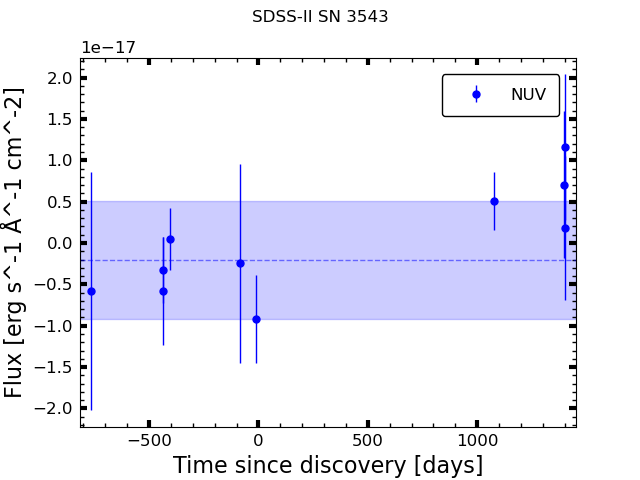 SDSS-II SN 3543
1e−17
NUV
2.0
1.5
1.0
0.5
0.0
−0.5
−1.0
−1.5
−2.0
Flux [erg s^-1 Å^-1 cm^-2]
−500 0 500 1000
Time since discovery [days]